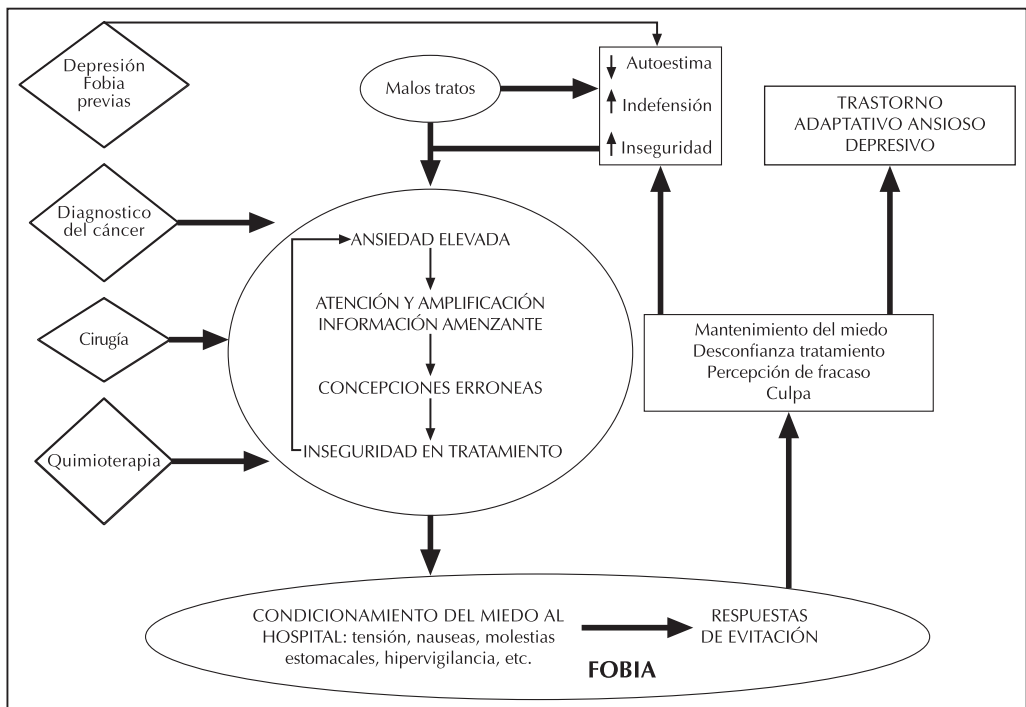 Depresión
Fobia
previas
Malos tratos
Autoestima
Indefensión
Inseguridad
TRASTORNO
ADAPTATIVO ANSIOSO
DEPRESIVO
Diagnostico
del cáncer
Cirugía
Quimioterapia
ANSIEDAD ELEVADA
ATENCIÓN Y AMPLIFICACIÓN
INFORMACIÓN AMENZANTE
CONCEPCIONES ERRONEAS
INSEGURIDAD EN TRATAMIENTO
Mantenimiento del miedo
Desconfianza tratamiento
Percepción de fracaso
Culpa
CONDICIONAMIENTO DEL MIEDO AL
HOSPITAL: tensión, nauseas, molestias
estomacales, hipervigilancia, etc.
RESPUESTAS
DE EVITACIÓN
FOBIA